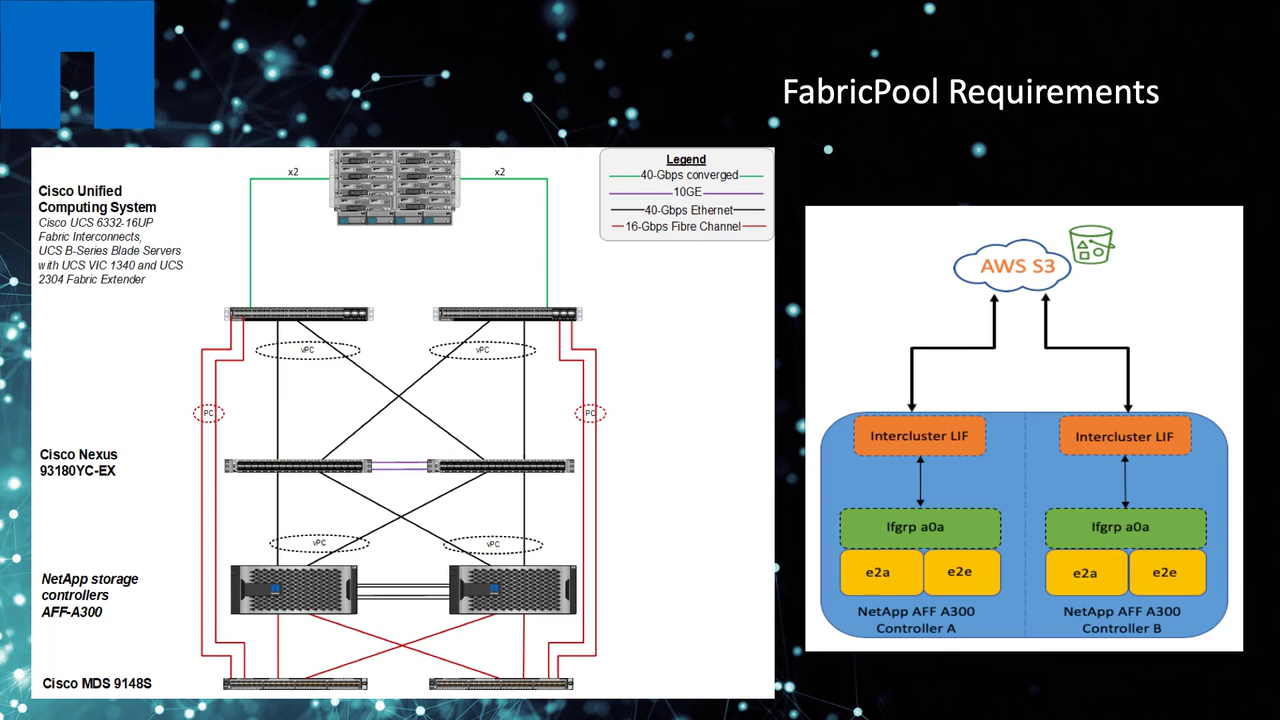 FabricPool Requirements
Cisco Unified
Computing System
Cisco UCS 6332-16UP
Fabric Interconnects,
UCS B-Series Blade Servers
with UCS VIC 1340 and UCS
2304 Fabric Extender
x2
x2
Legend
40-Gbps converged
10GE
40-Gbps Ethernet
16-Gbps Fibre Channel
vPC
vPC
PC
PC
Cisco Nexus
93180YC-EX
vPC
vPC
NetApp storage
controllers
AFF-A300
Cisco MDS 9148S
AWS S3
Intercluster LIF
Intercluster LIF
Ifgrp a0a
Ifgrp a0a
e2a
e2e
e2a
e2e
NetApp AFF A300
Controller A
NetApp AFF A300
Controller B